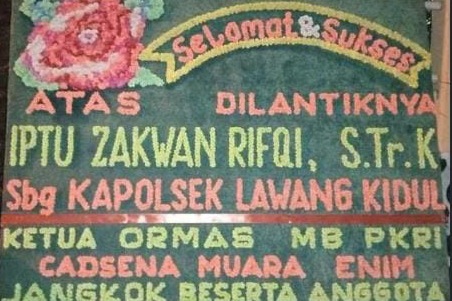 Selamat & Sukses
ATAS DILANTIKNYA
IPTU ZAKWAN RIFQI, S.Tr.K
Sbg KAPOLSEK LAWANG KIDUL
KETUA ORMAS MB PKRI
CADSENA MUARA ENIM
JANGKOK BESERTA ANGGOTA